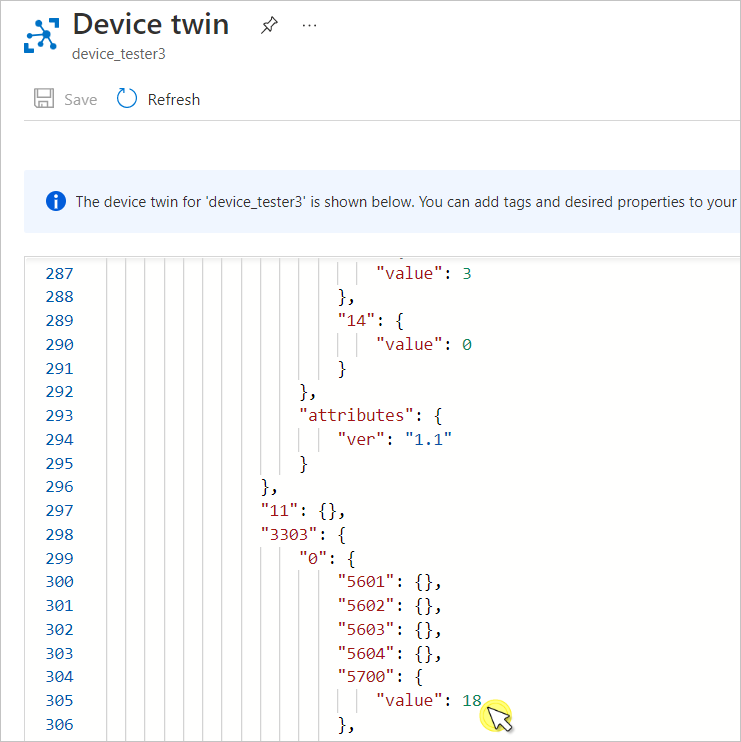 Device twin
device_tester3
Save Refresh
The device twin for 'device_tester3' is shown below. You can add tags and desired properties to your
287 "value": 3
288 },
289 "14": {
290 "value": 0
291 }
292 },
293 "attributes": {
294 "ver": "1.1"
295 }
296 },
297 "11": {},
298 "3303": {
299 "0": {
300 "5601": {},
301 "5602": {},
302 "5603": {},
303 "5604": {},
304 "5700": {
305 "value": 18
306 },